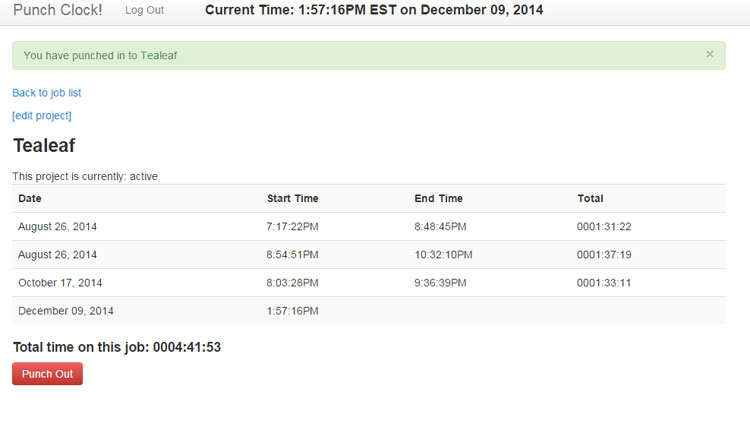 Punch Clock! Log Out Current Time: 1:57:16PM EST on December 09, 2014
You have punched in to Tealeaf ×
Back to job list
[edit project]
Tealeaf
This project is currently: active
Date Start Time End Time Total
August 26, 2014 7:17:22PM 8:48:45PM 0001:31:22
August 26, 2014 8:54:51PM 10:32:10PM 0001:37:19
October 17, 2014 8:03:28PM 9:36:39PM 0001:33:11
December 09, 2014 1:57:16PM
Total time on this job: 0004:41:53
Punch Out